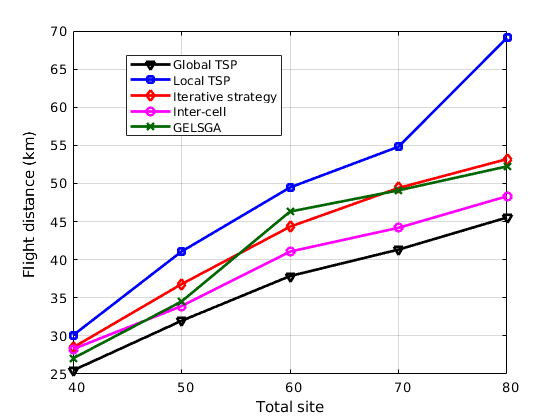 70
65
60
55
50
45
40
35
30
25
Flight distance (km)
Global TSP
Local TSP
Iterative strategy
Inter-cell
GELSGA
40 50 60 70 80
Total site